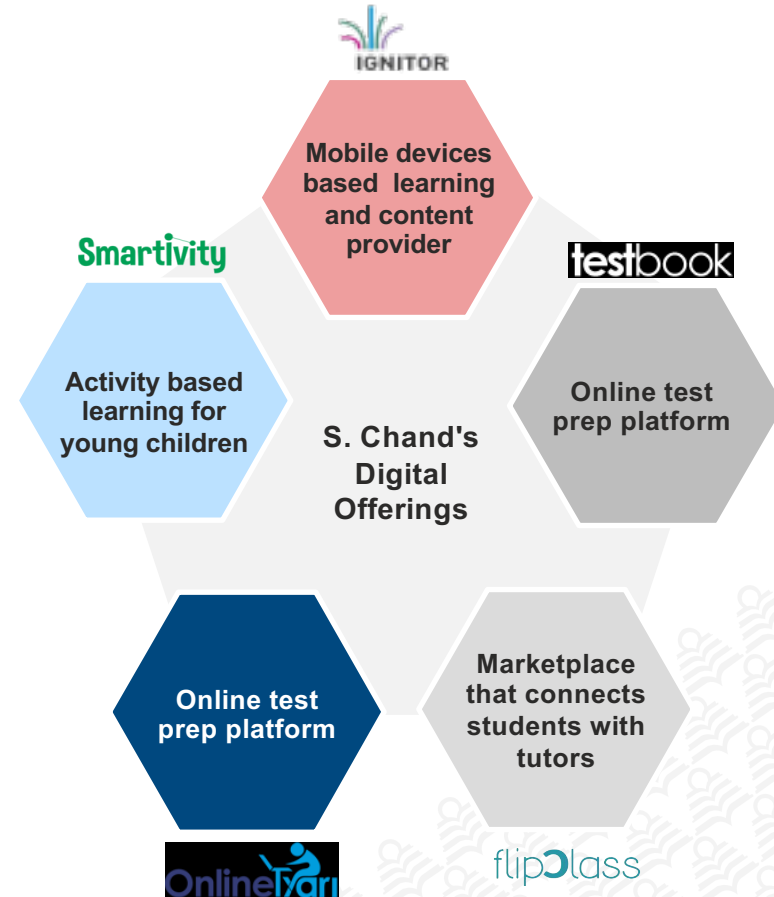 IGNITOR
Mobile devices
based learning
and content
provider
Smartivity
testbook
Activity based
learning for
young children
Online test
prep platform
S. Chand's
Digital
Offerings
Online test
prep platform
Marketplace
that connects
students with
tutors
OnlineTyari
flipClass